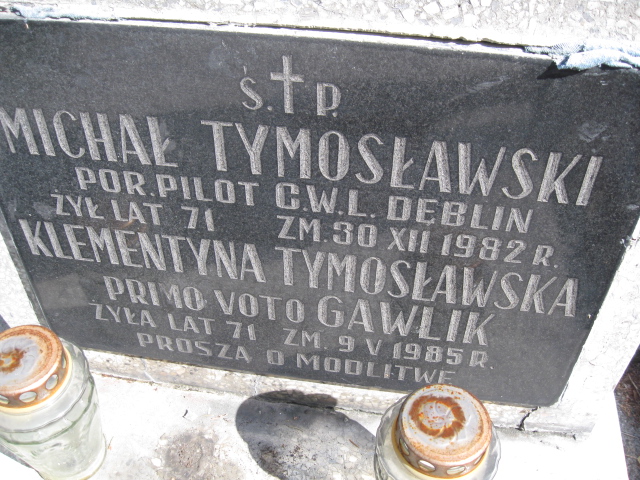 Ś. P.
MICHAŁ TYMOSŁAWSKI
POR. PILOT C.W.L. DĘBLIN
ŻYŁ LAT 71 ZM. 30 XII 1982 R.
KLEMENTYNA TYMOSŁAWSKA
PRIMO VOTO GAWLIK
ŻYŁA LAT 71 ZM. 9 V 1985 R.
PROSZĄ O MODLITWĘ